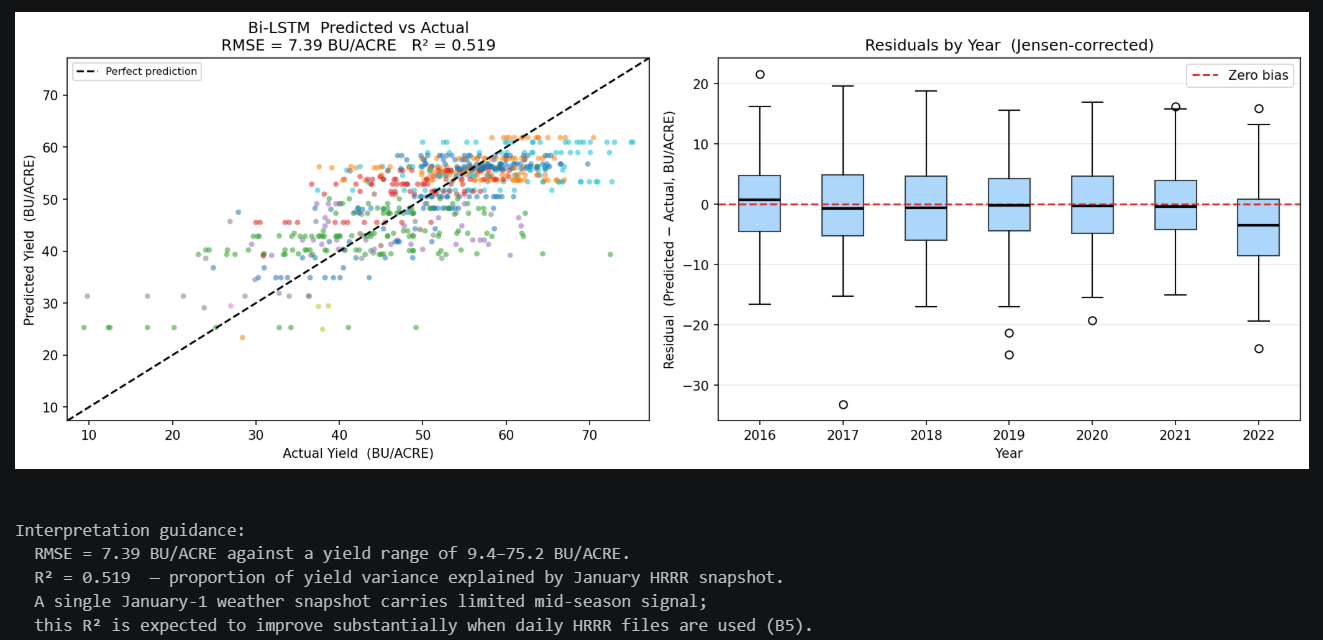 Bi-LSTM Predicted vs Actual
RMSE = 7.39 BU/ACRE R² = 0.519
Perfect prediction
Predicted Yield (BU/ACRE)
70
60
50
40
30
20
10
10 20 30 40 50 60 70
Actual Yield (BU/ACRE)
Residuals by Year (Jensen-corrected)
Zero bias
Residual (Predicted − Actual, BU/ACRE)
20
10
0
−10
−20
−30
2016 2017 2018 2019 2020 2021 2022
Year
Interpretation guidance:
RMSE = 7.39 BU/ACRE against a yield range of 9.4–75.2 BU/ACRE.
R² = 0.519 — proportion of yield variance explained by January HRRR snapshot.
A single January-1 weather snapshot carries limited mid-season signal;
this R² is expected to improve substantially when daily HRRR files are used (B5).